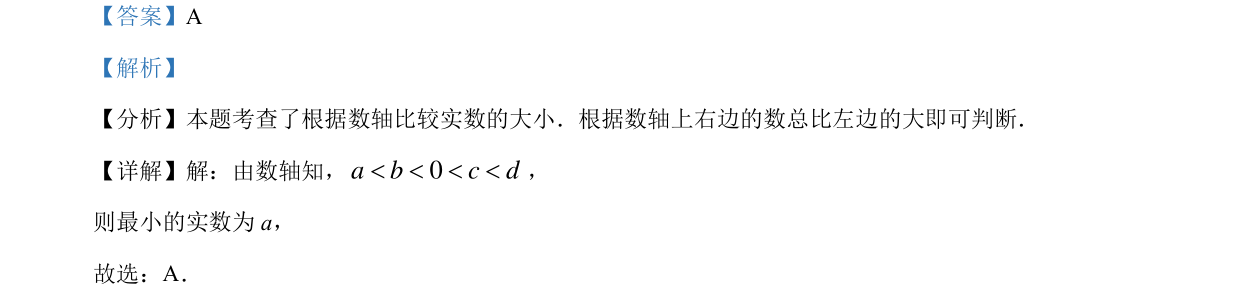 【答案】A
【解析】
【分析】本题考查了根据数轴比较实数的大小．根据数轴上右边的数总比左边的大即可判断．
【详解】解：由数轴知，a < b < 0 < c < d，
则最小的实数为 a，
故选：A．